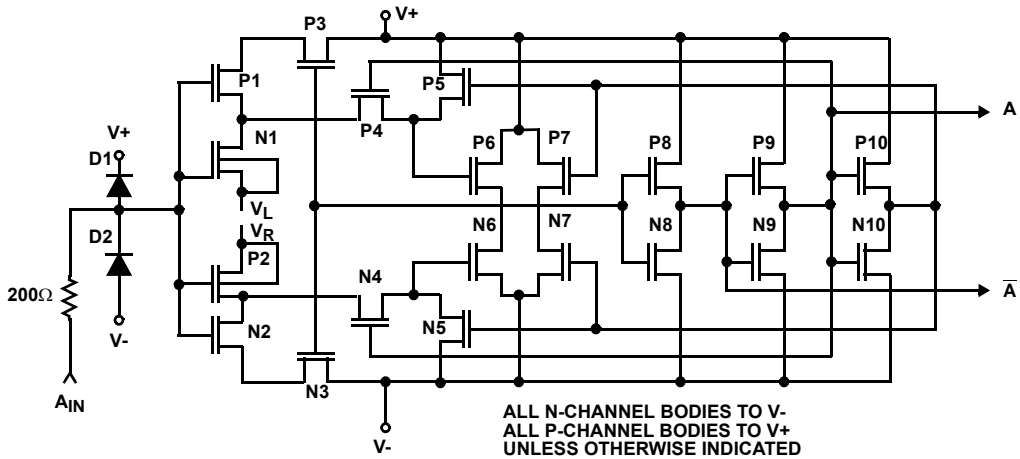 V+
P3
P1
P5
A
P4
V+
D1
N1
P6
P7
P8
P9
P10
VL
VR
D2
N6
N7
N8
N9
N10
P2
N4
200Ω
A̅
V-
N2
N5
N3
AIN
V-
ALL N-CHANNEL BODIES TO V-
ALL P-CHANNEL BODIES TO V+
UNLESS OTHERWISE INDICATED